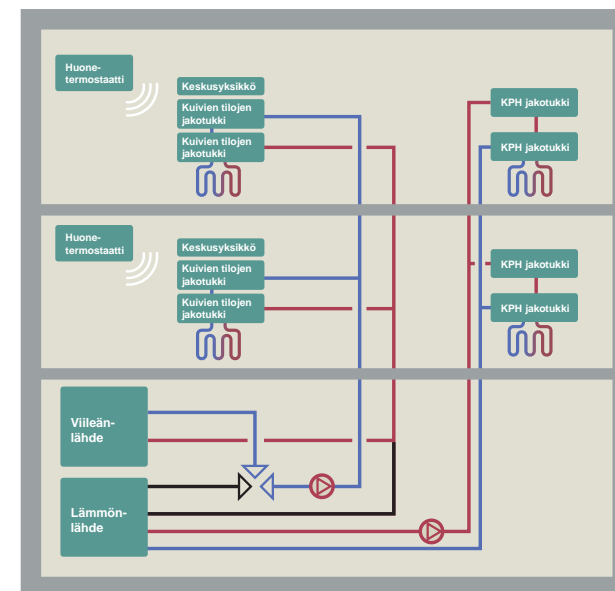 Huone-
termostaatti
Keskusyksikkö
Kuivien tilojen
jakotukki
Kuivien tilojen
jakotukki
KPH jakotukki
KPH jakotukki
Huone-
termostaatti
Keskusyksikkö
Kuivien tilojen
jakotukki
Kuivien tilojen
jakotukki
KPH jakotukki
KPH jakotukki
Viileän-
lähde
Lämmön-
lähde